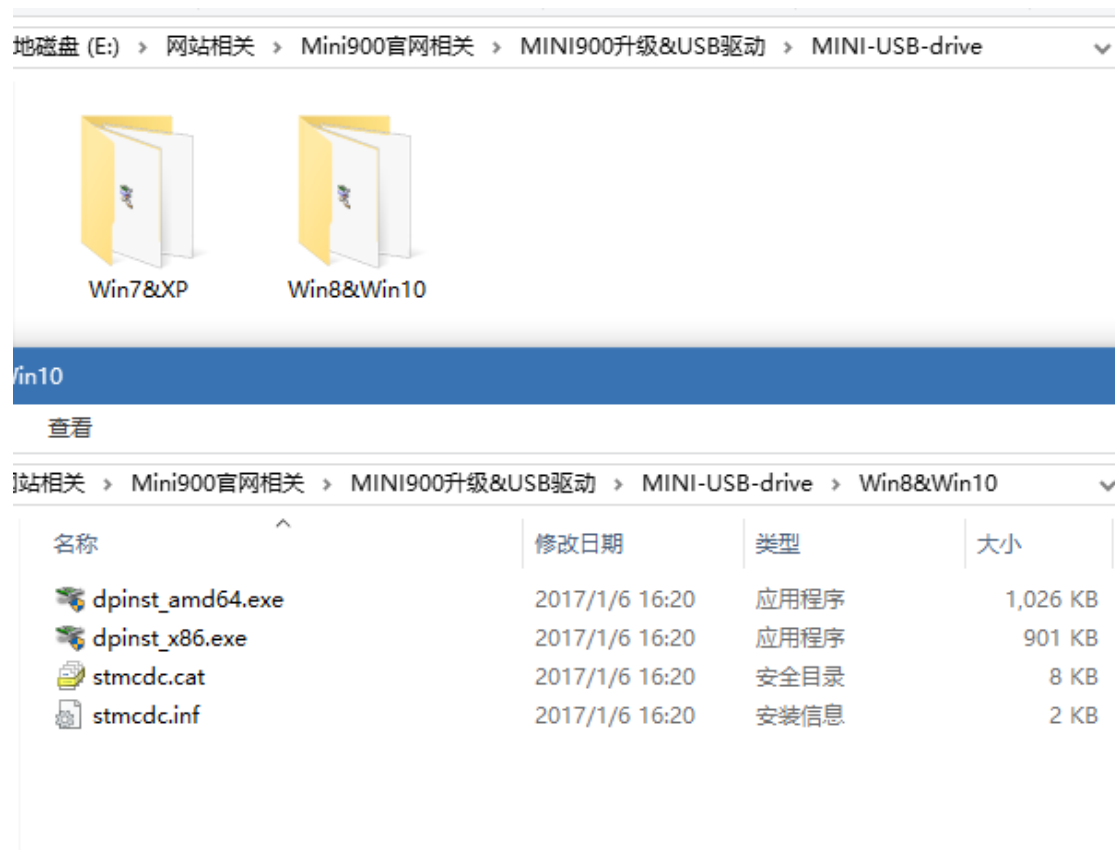 地磁盘 (E:) › 网站相关 › Mini900官网相关 › MINI900升级&USB驱动 › MINI-USB-drive
Win7&XP Win8&Win10
Win10
查看
网站相关 › Mini900官网相关 › MINI900升级&USB驱动 › MINI-USB-drive › Win8&Win10
名称 修改日期 类型 大小
dpinst_amd64.exe 2017/1/6 16:20 应用程序 1,026 KB
dpinst_x86.exe 2017/1/6 16:20 应用程序 901 KB
stmcdc.cat 2017/1/6 16:20 安全目录 8 KB
stmcdc.inf 2017/1/6 16:20 安装信息 2 KB